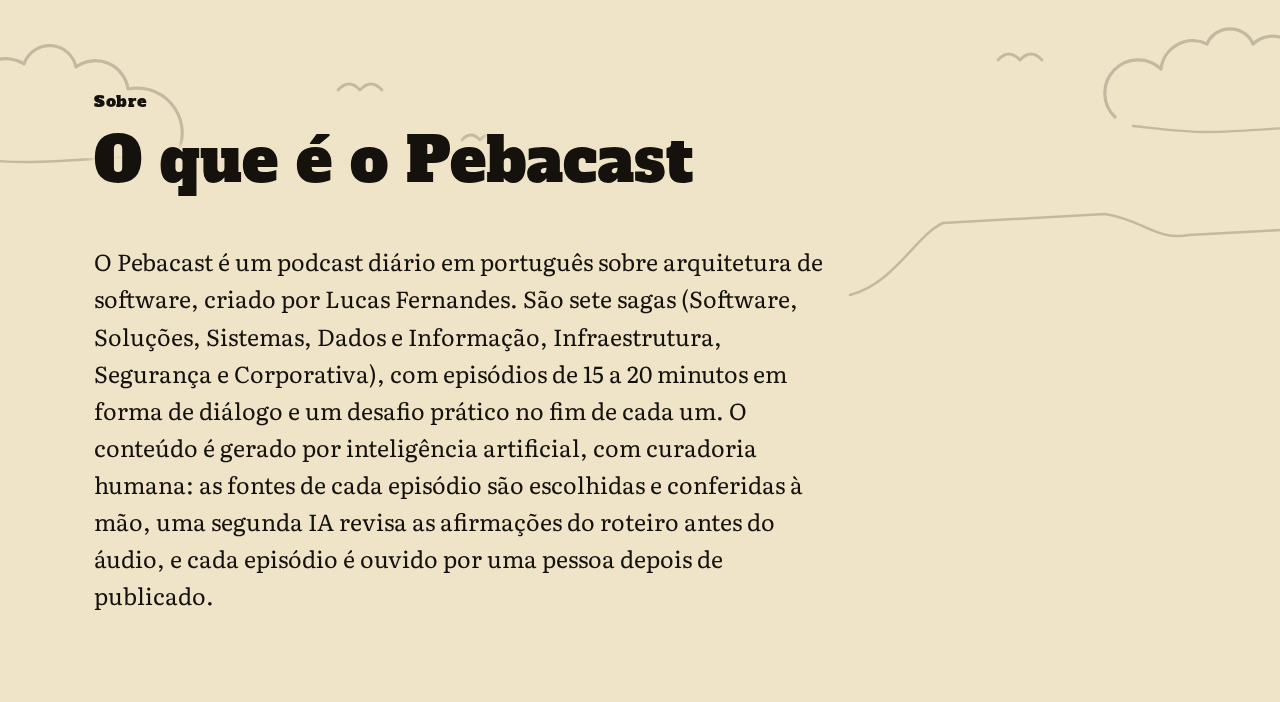 Sobre
O que é o Pebacast
O Pebacast é um podcast diário em português sobre arquitetura de
software, criado por Lucas Fernandes. São sete sagas (Software,
Soluções, Sistemas, Dados e Informação, Infraestrutura,
Segurança e Corporativa), com episódios de 15 a 20 minutos em
forma de diálogo e um desafio prático no fim de cada um. O
conteúdo é gerado por inteligência artificial, com curadoria
humana: as fontes de cada episódio são escolhidas e conferidas à
mão, uma segunda IA revisa as afirmações do roteiro antes do
áudio, e cada episódio é ouvido por uma pessoa depois de
publicado.